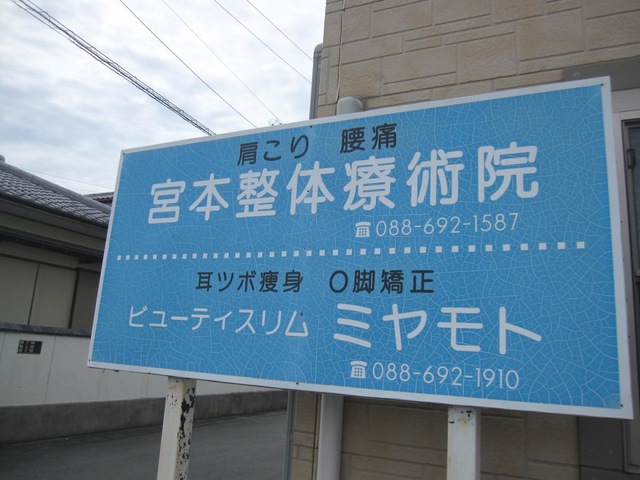 肩こり 腰痛
宮本整体療術院
☎088-692-1587
耳ツボ痩身 O脚矯正
ビューティスリム ミヤモト
☎088-692-1910